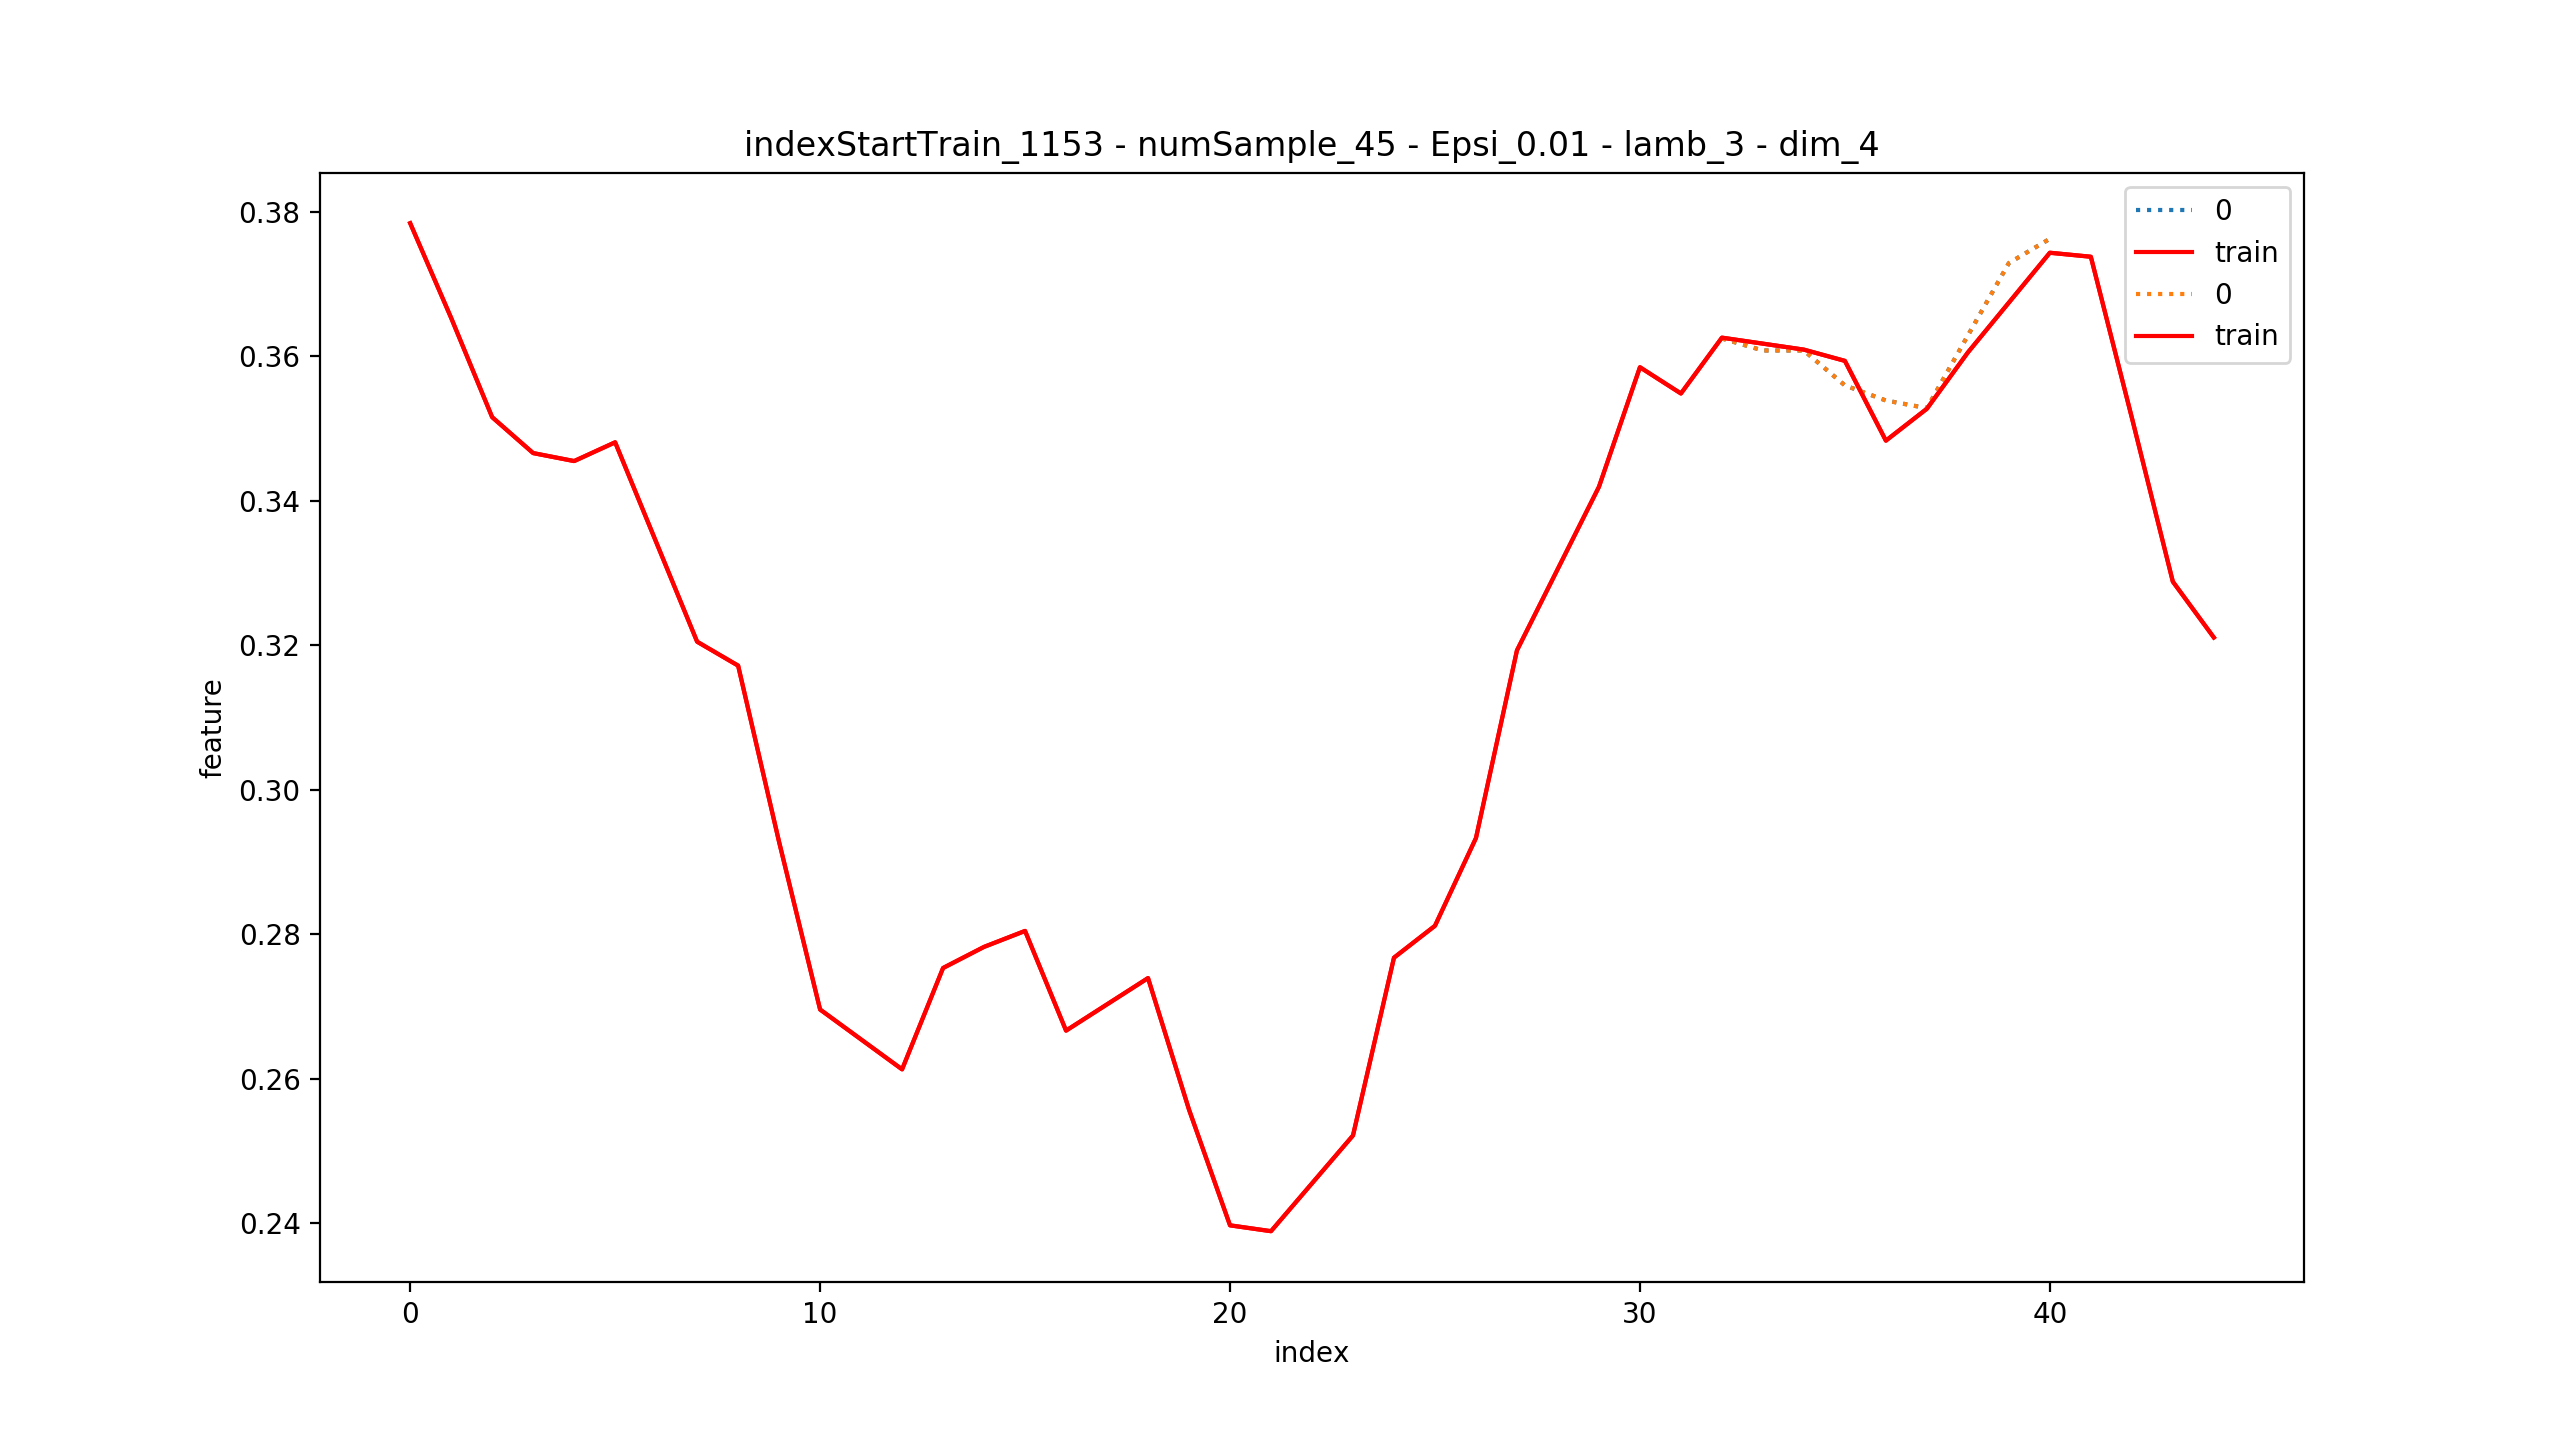 indexStartTrain_1153 - numSample_45 - Epsi_0.01 - lamb_3 - dim_4
0
train
0
train
0.38
0.36
0.34
0.32
0.30
0.28
0.26
0.24
feature
0 10 20 30 40
index